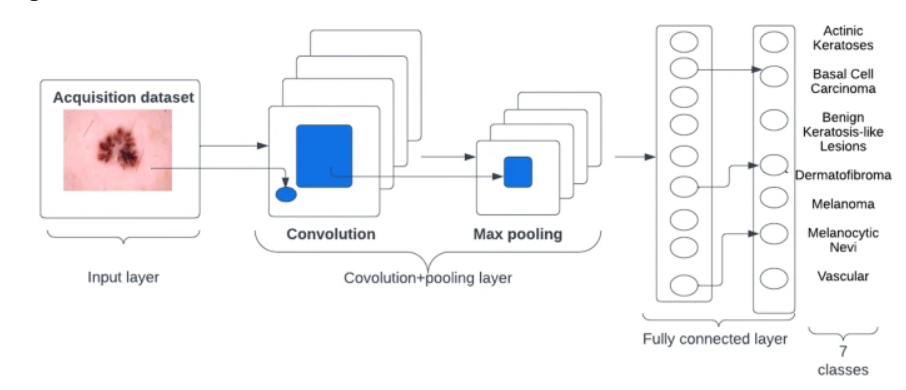 Acquisition dataset
Input layer
Convolution
Max pooling
Covolution+pooling layer
Fully connected layer
Actinic
Keratoses
Basal Cell
Carcinoma
Benign
Keratosis-like
Lesions
Dermatofibroma
Melanoma
Melanocytic
Nevi
Vascular
7
classes